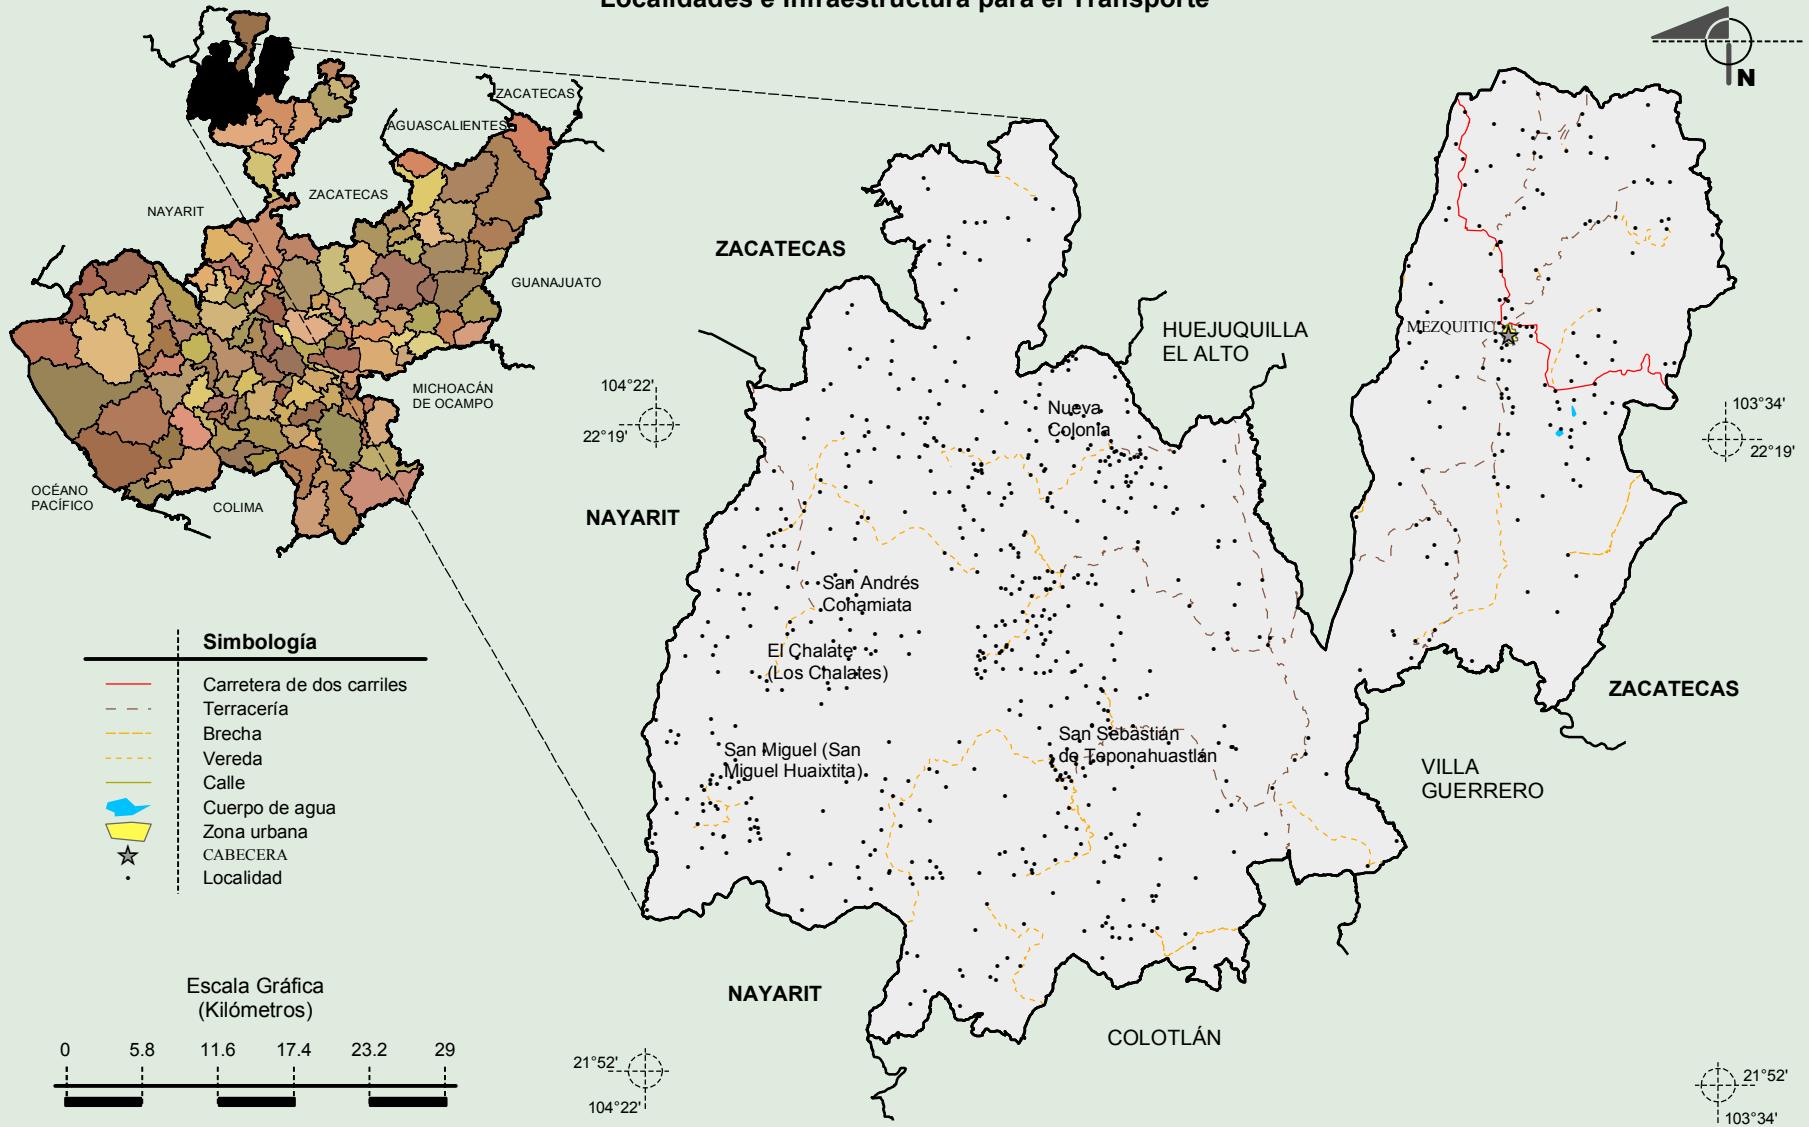 Localidades e Infraestructura para el Transporte
N
ZACATECAS
AGUASCALIENTES
ZACATECAS
NAYARIT
GUANAJUATO
MICHOACÁN
DE OCAMPO
OCÉANO
PACÍFICO
COLIMA
ZACATECAS
HUEJUQUILLA
EL ALTO
MEZQUITIC
104°22'
22°19'
103°34'
22°19'
Nueva
Colonia
NAYARIT
San Andrés
Cohamiata
El Chalate
(Los Chalates)
San Miguel (San
Miguel Huaixtita)
San Sebastián
de Teponahuastlán
ZACATECAS
VILLA
GUERRERO
NAYARIT
COLOTLÁN
Simbología
Carretera de dos carriles
Terracería
Brecha
Vereda
Calle
Cuerpo de agua
Zona urbana
CABECERA
Localidad
Escala Gráfica
(Kilómetros)
0 5.8 11.6 17.4 23.2 29
21°52'
104°22'
21°52'
103°34'